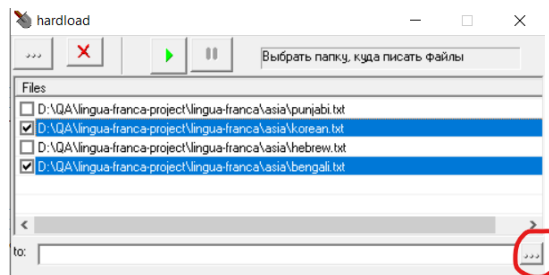 hardload
...
Выбрать папку, куда писать файлы
Files
D:\QA\lingua-franca-project\lingua-franca\asia\punjabi.txt
D:\QA\lingua-franca-project\lingua-franca\asia\korean.txt
D:\QA\lingua-franca-project\lingua-franca\asia\hebrew.txt
D:\QA\lingua-franca-project\lingua-franca\asia\bengali.txt
to:
...